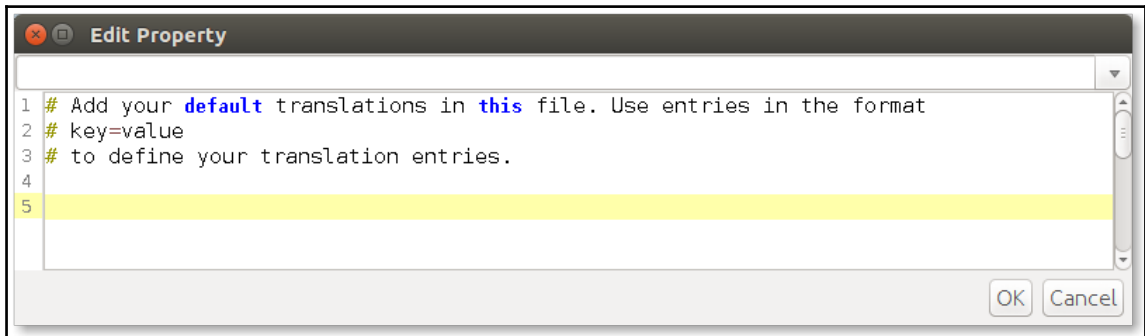 Edit Property
1 # Add your default translations in this file. Use entries in the format
2 # key=value
3 # to define your translation entries.
4
5
OK Cancel